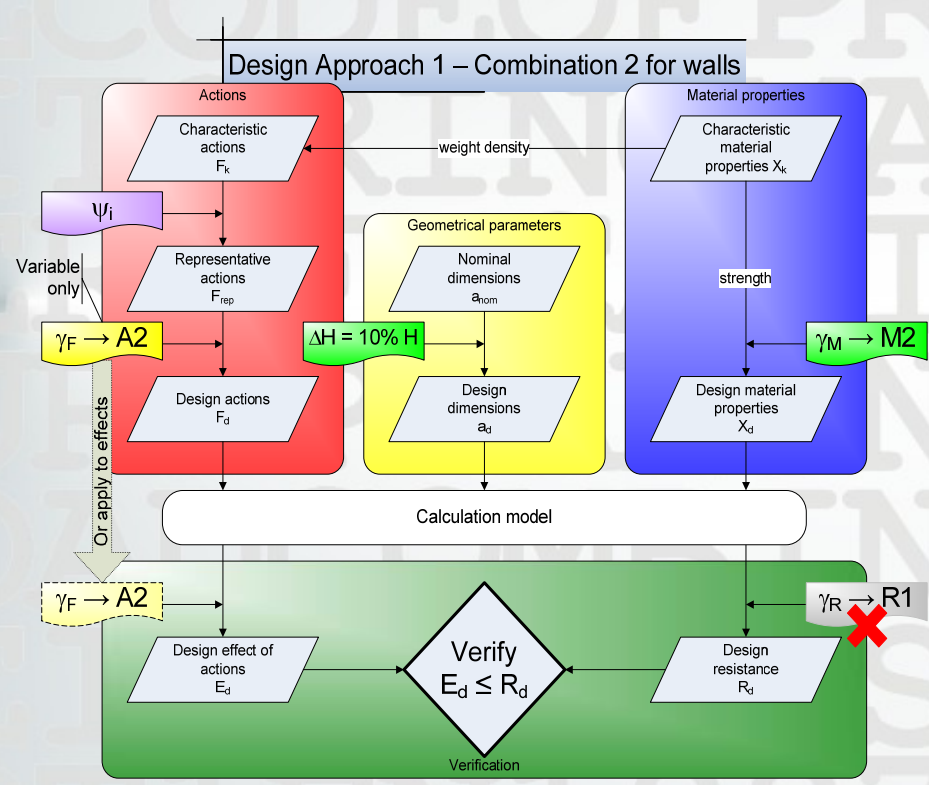 Design Approach 1 – Combination 2 for walls
Actions
Material properties
Characteristic
actions
Fk
weight density
Characteristic
material
properties Xk
ψi
Geometrical parameters
Variable
only
Representative
actions
Frep
Nominal
dimensions
anom
strength
γF → A2
ΔH = 10% H
γM → M2
Design actions
Fd
Design
dimensions
ad
Design material
properties
Xd
Or apply to effects
Calculation model
γF → A2
γR → R1
Design effect of
actions
Ed
Verify
Ed ≤ Rd
Design
resistance
Rd
Verification